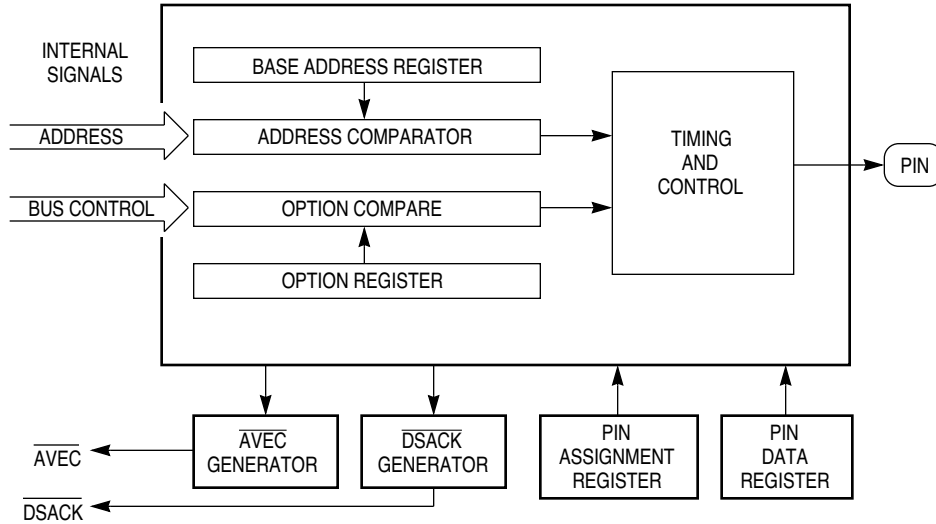 INTERNAL
SIGNALS
BASE ADDRESS REGISTER
ADDRESS
ADDRESS COMPARATOR
TIMING
AND
CONTROL
PIN
BUS CONTROL
OPTION COMPARE
OPTION REGISTER
AVEC
GENERATOR
DSACK
GENERATOR
PIN
ASSIGNMENT
REGISTER
PIN
DATA
REGISTER
AVEC
DSACK